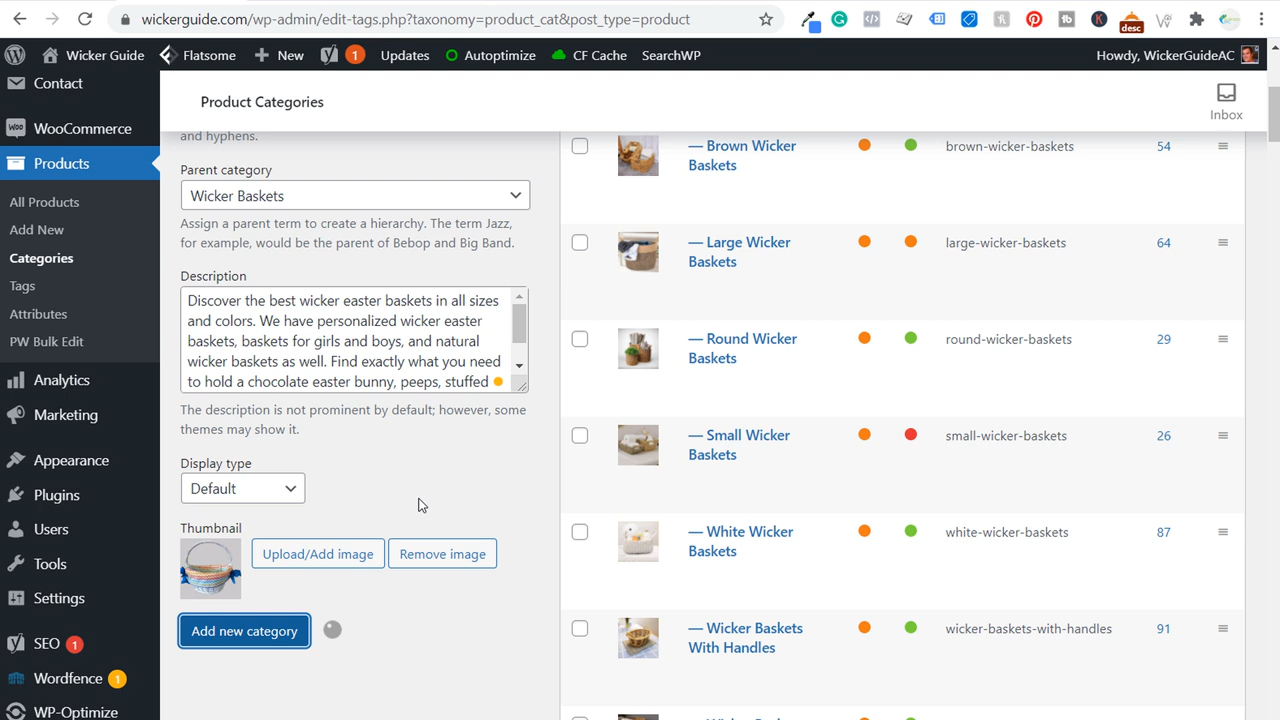 wickerguide.com/wpadmin/edit-tags.php?taxonomy=product_cat&post_type=product
desc
Wicker Guide
Flatsome
New
1
Updates
Autoptimize
CF Cache
SearchWP
Howdy, WickerGuideAC
Contact
WooCommerce
Products
All Products
Add New
Categories
Tags
Attributes
PW Bulk Edit
Analytics
Marketing
Appearance
Plugins
Users
Tools
Settings
SEO 1
Wordfence 1
WP-Optimize
Product Categories
Inbox
and hyphens.
Parent category
Wicker Baskets
Assign a parent term to create a hierarchy. The term Jazz,
for example, would be the parent of Bebop and Big Band.
Description
Discover the best wicker easter baskets in all sizes
and colors. We have personalized wicker easter
baskets, baskets for girls and boys, and natural
wicker baskets as well. Find exactly what you need
to hold a chocolate easter bunny, peeps, stuffed
The description is not prominent by default; however, some
themes may show it.
Display type
Default
Thumbnail
Upload/Add image
Remove image
Add new category
— Brown Wicker
Baskets
brown-wicker-baskets
54
— Large Wicker
Baskets
large-wicker-baskets
64
— Round Wicker
Baskets
round-wicker-baskets
29
— Small Wicker
Baskets
small-wicker-baskets
26
— White Wicker
Baskets
white-wicker-baskets
87
— Wicker Baskets
With Handles
wicker-baskets-with-handles
91